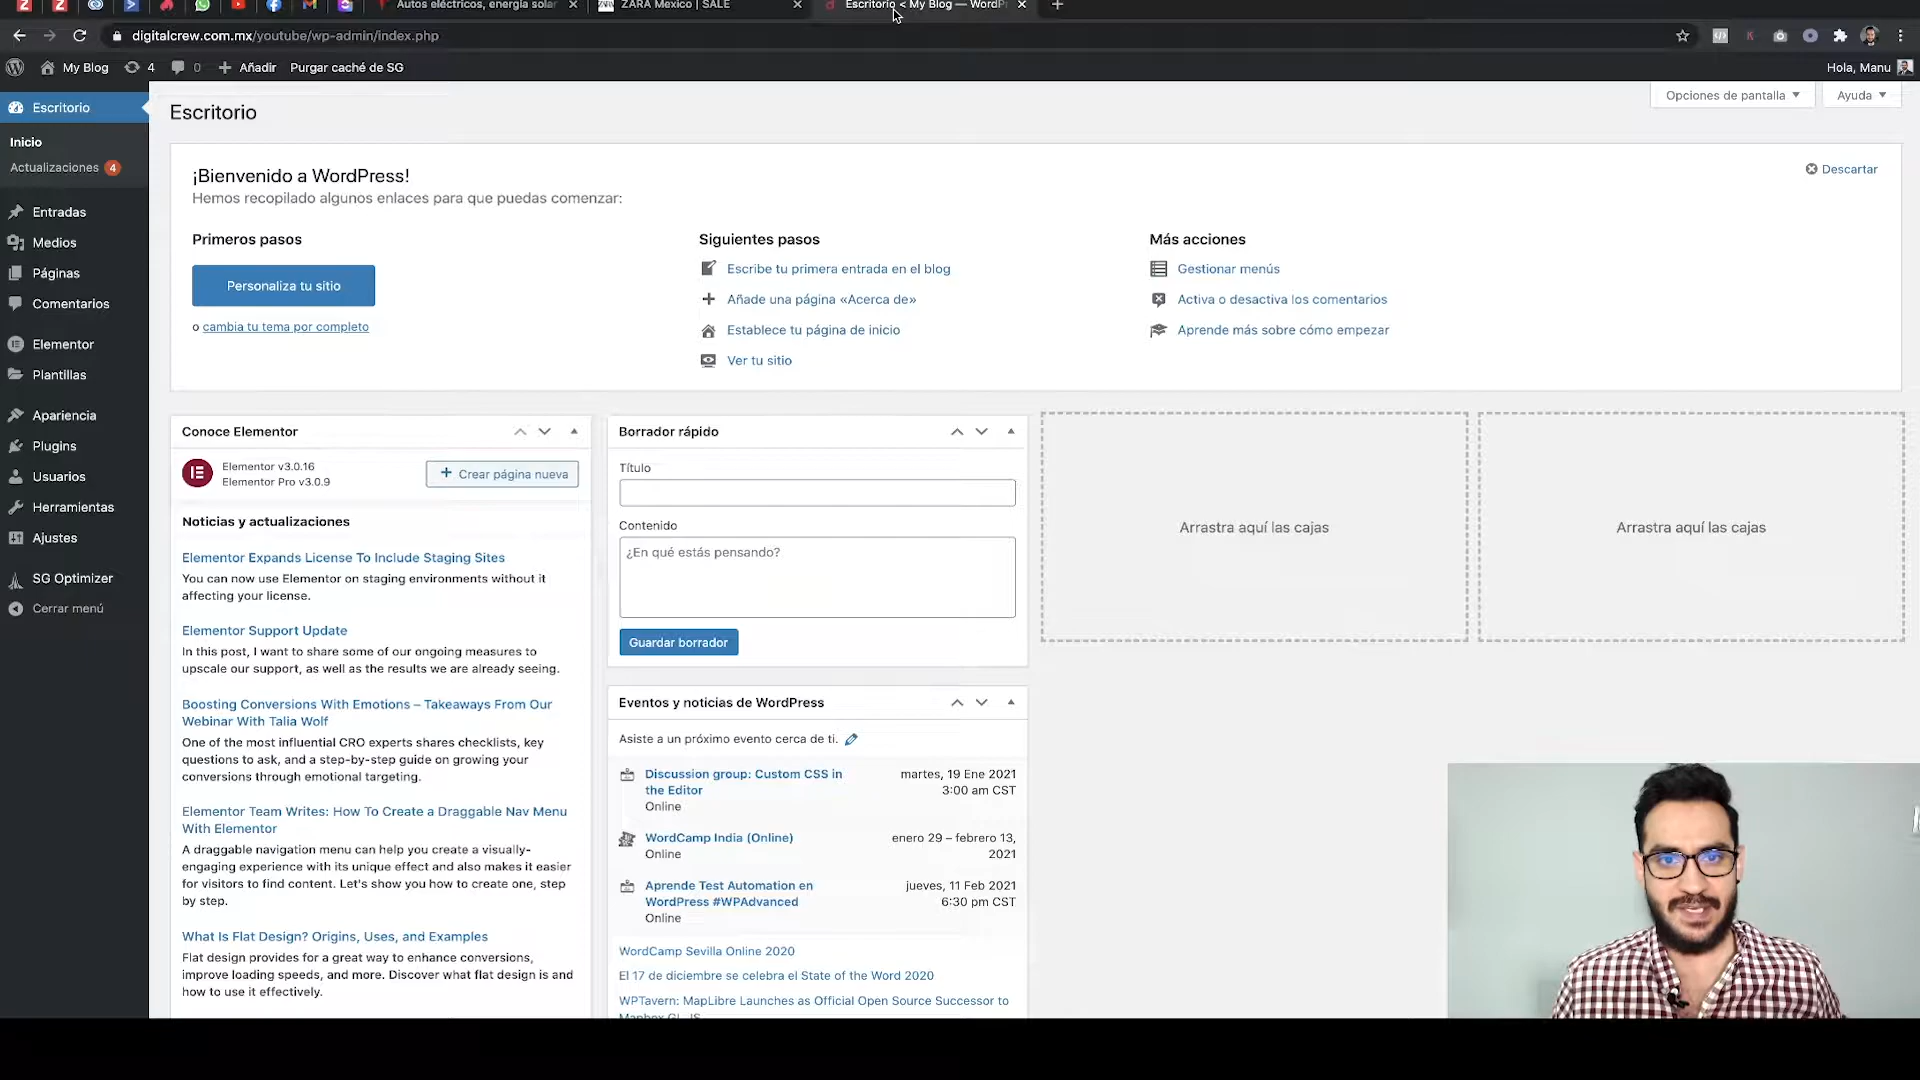 Autos eléctricos, energía solar
ZARA Mexico | SALE
Escritorio < My Blog — WordPr
digitalcrew.com.mx/youtube/wp-admin/index.php
My Blog 4 0 Añadir Purgar caché de SG
Hola, Manu
Escritorio
Inicio
Actualizaciones 4
Entradas
Medios
Páginas
Comentarios
Elementor
Plantillas
Apariencia
Plugins
Usuarios
Herramientas
Ajustes
SG Optimizer
Cerrar menú
Escritorio
Opciones de pantalla
Ayuda
¡Bienvenido a WordPress!
Hemos recopilado algunos enlaces para que puedas comenzar:
Descartar
Primeros pasos
Personaliza tu sitio
o cambia tu tema por completo
Siguientes pasos
Escribe tu primera entrada en el blog
Añade una página «Acerca de»
Establece tu página de inicio
Ver tu sitio
Más acciones
Gestionar menús
Activa o desactiva los comentarios
Aprende más sobre cómo empezar
Conoce Elementor
Elementor v3.0.16
Elementor Pro v3.0.9
+ Crear página nueva
Noticias y actualizaciones
Elementor Expands License To Include Staging Sites
You can now use Elementor on staging environments without it
affecting your license.
Elementor Support Update
In this post, I want to share some of our ongoing measures to
upscale our support, as well as the results we are already seeing.
Boosting Conversions With Emotions – Takeaways From Our
Webinar With Talia Wolf
One of the most influential CRO experts shares checklists, key
questions to ask, and a step-by-step guide on growing your
conversions through emotional targeting.
Elementor Team Writes: How To Create a Draggable Nav Menu
With Elementor
A draggable navigation menu can help you create a visually-
engaging experience with its unique effect and also makes it easier
for visitors to find content. Let's show you how to create one, step
by step.
What Is Flat Design? Origins, Uses, and Examples
Flat design provides for a great way to enhance conversions,
improve loading speeds, and more. Discover what flat design is and
how to use it effectively.
Borrador rápido
Título
Contenido
¿En qué estás pensando?
Guardar borrador
Eventos y noticias de WordPress
Asiste a un próximo evento cerca de ti.
Discussion group: Custom CSS in
the Editor
Online
martes, 19 Ene 2021
3:00 am CST
WordCamp India (Online)
Online
enero 29 – febrero 13,
2021
Aprende Test Automation en
WordPress #WPAdvanced
Online
jueves, 11 Feb 2021
6:30 pm CST
WordCamp Sevilla Online 2020
El 17 de diciembre se celebra el State of the Word 2020
WPTavern: MapLibre Launches as Official Open Source Successor to
Mapbox GL JS
Arrastra aquí las cajas
Arrastra aquí las cajas